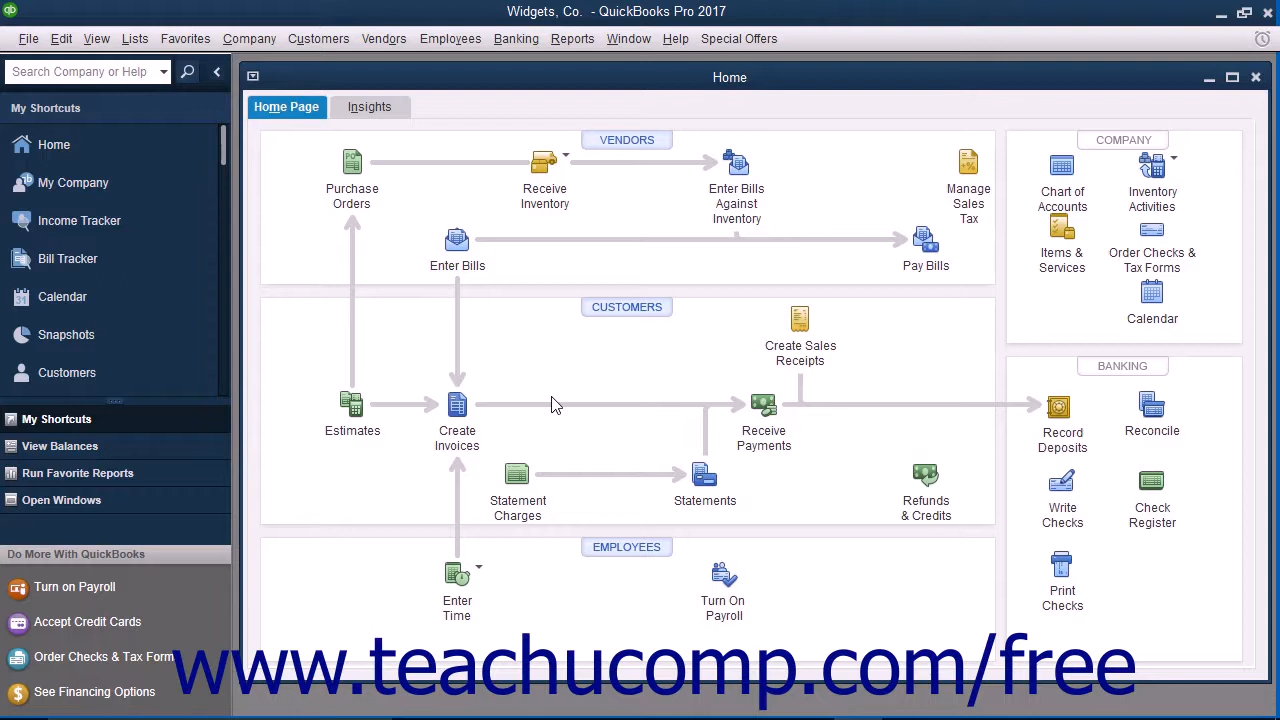 Widgets, Co. - QuickBooks Pro 2017
File Edit View Lists Favorites Company Customers Vendors Employees Banking Reports Window Help Special Offers
Search Company or Help
My Shortcuts
Home
My Company
Income Tracker
Bill Tracker
Calendar
Snapshots
Customers
My Shortcuts
View Balances
Run Favorite Reports
Open Windows
Do More With QuickBooks
Turn on Payroll
Accept Credit Cards
Order Checks & Tax Form
See Financing Options
Home
Home Page Insights
VENDORS
Purchase
Orders
Receive
Inventory
Enter Bills
Against
Inventory
Manage
Sales
Tax
Enter Bills
Pay Bills
CUSTOMERS
Create Sales
Receipts
Estimates
Create
Invoices
Receive
Payments
Statement
Charges
Statements
Refunds
& Credits
EMPLOYEES
Enter
Time
Turn On
Payroll
COMPANY
Chart of
Accounts
Inventory
Activities
Items &
Services
Order Checks &
Tax Forms
Calendar
BANKING
Record
Deposits
Reconcile
Write
Checks
Check
Register
Print
Checks
www.teachucomp.com/free